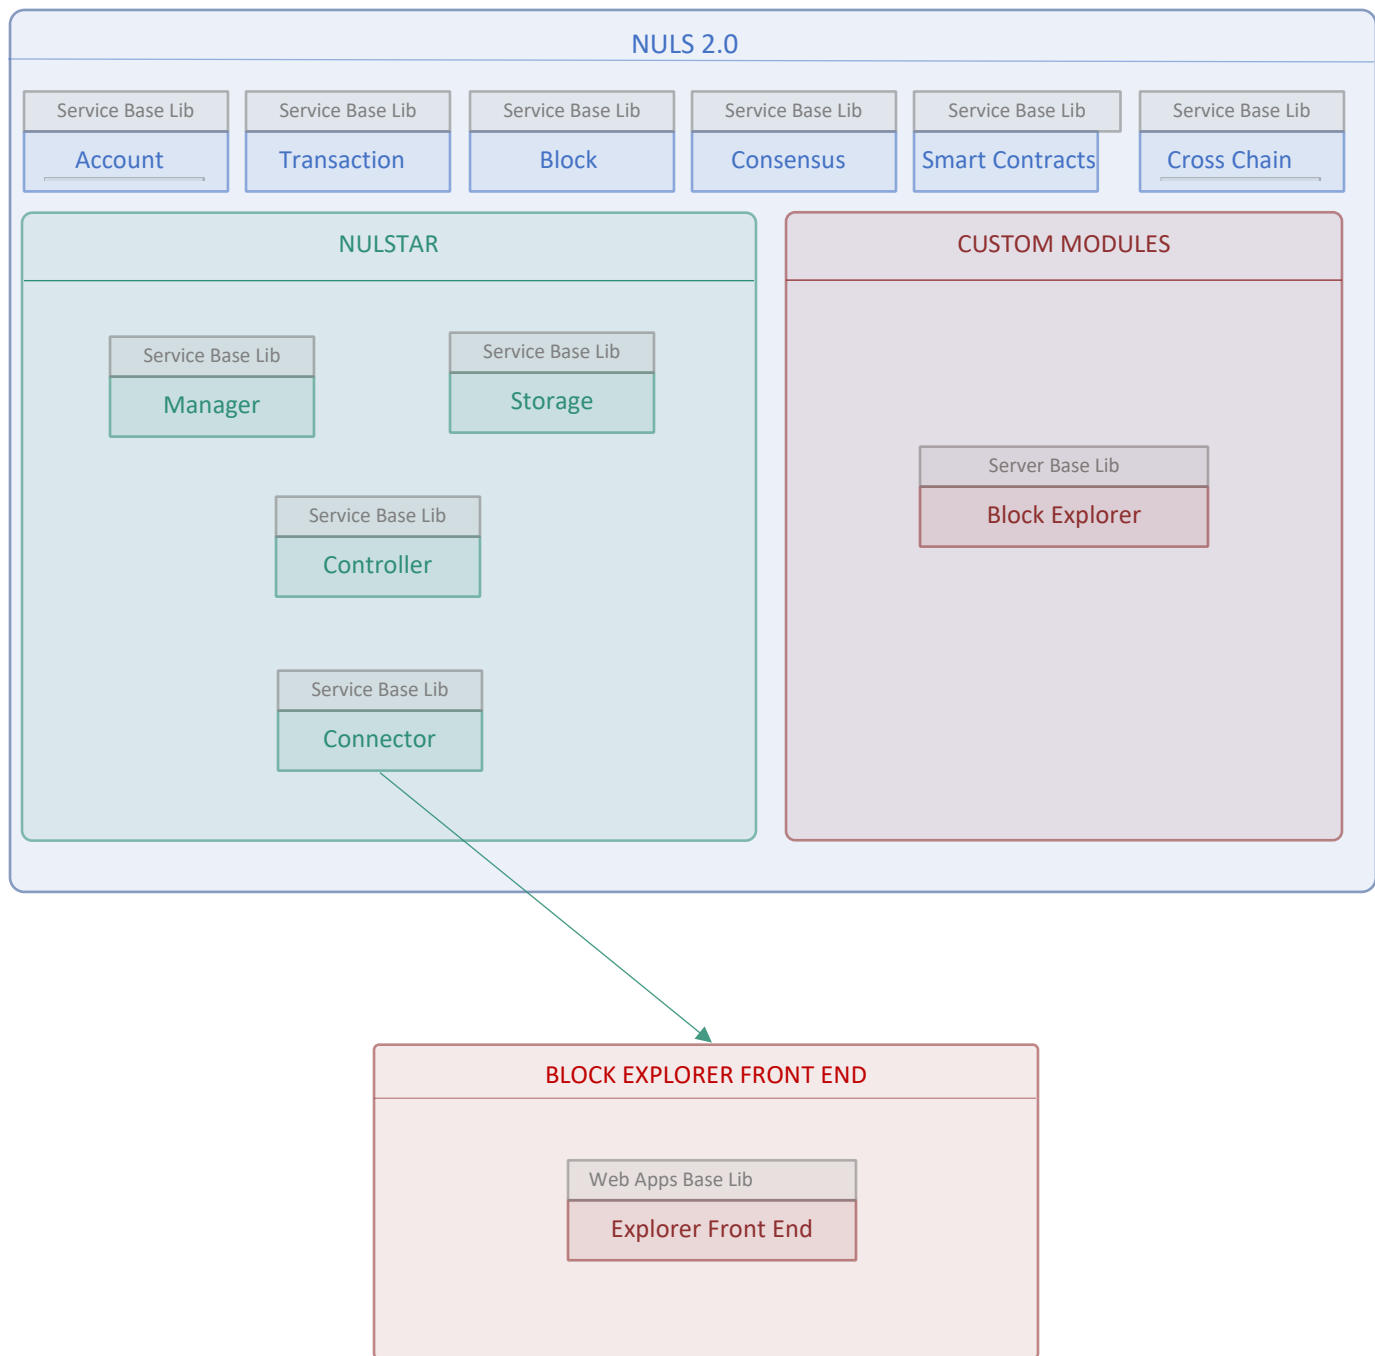 NULS 2.0
Service Base Lib
Service Base Lib
Service Base Lib
Service Base Lib
Service Base Lib
Service Base Lib
Account
Transaction
Block
Consensus
Smart Contracts
Cross Chain
NULSTAR
CUSTOM MODULES
Service Base Lib
Manager
Service Base Lib
Storage
Service Base Lib
Controller
Service Base Lib
Connector
Server Base Lib
Block Explorer
BLOCK EXPLORER FRONT END
Web Apps Base Lib
Explorer Front End